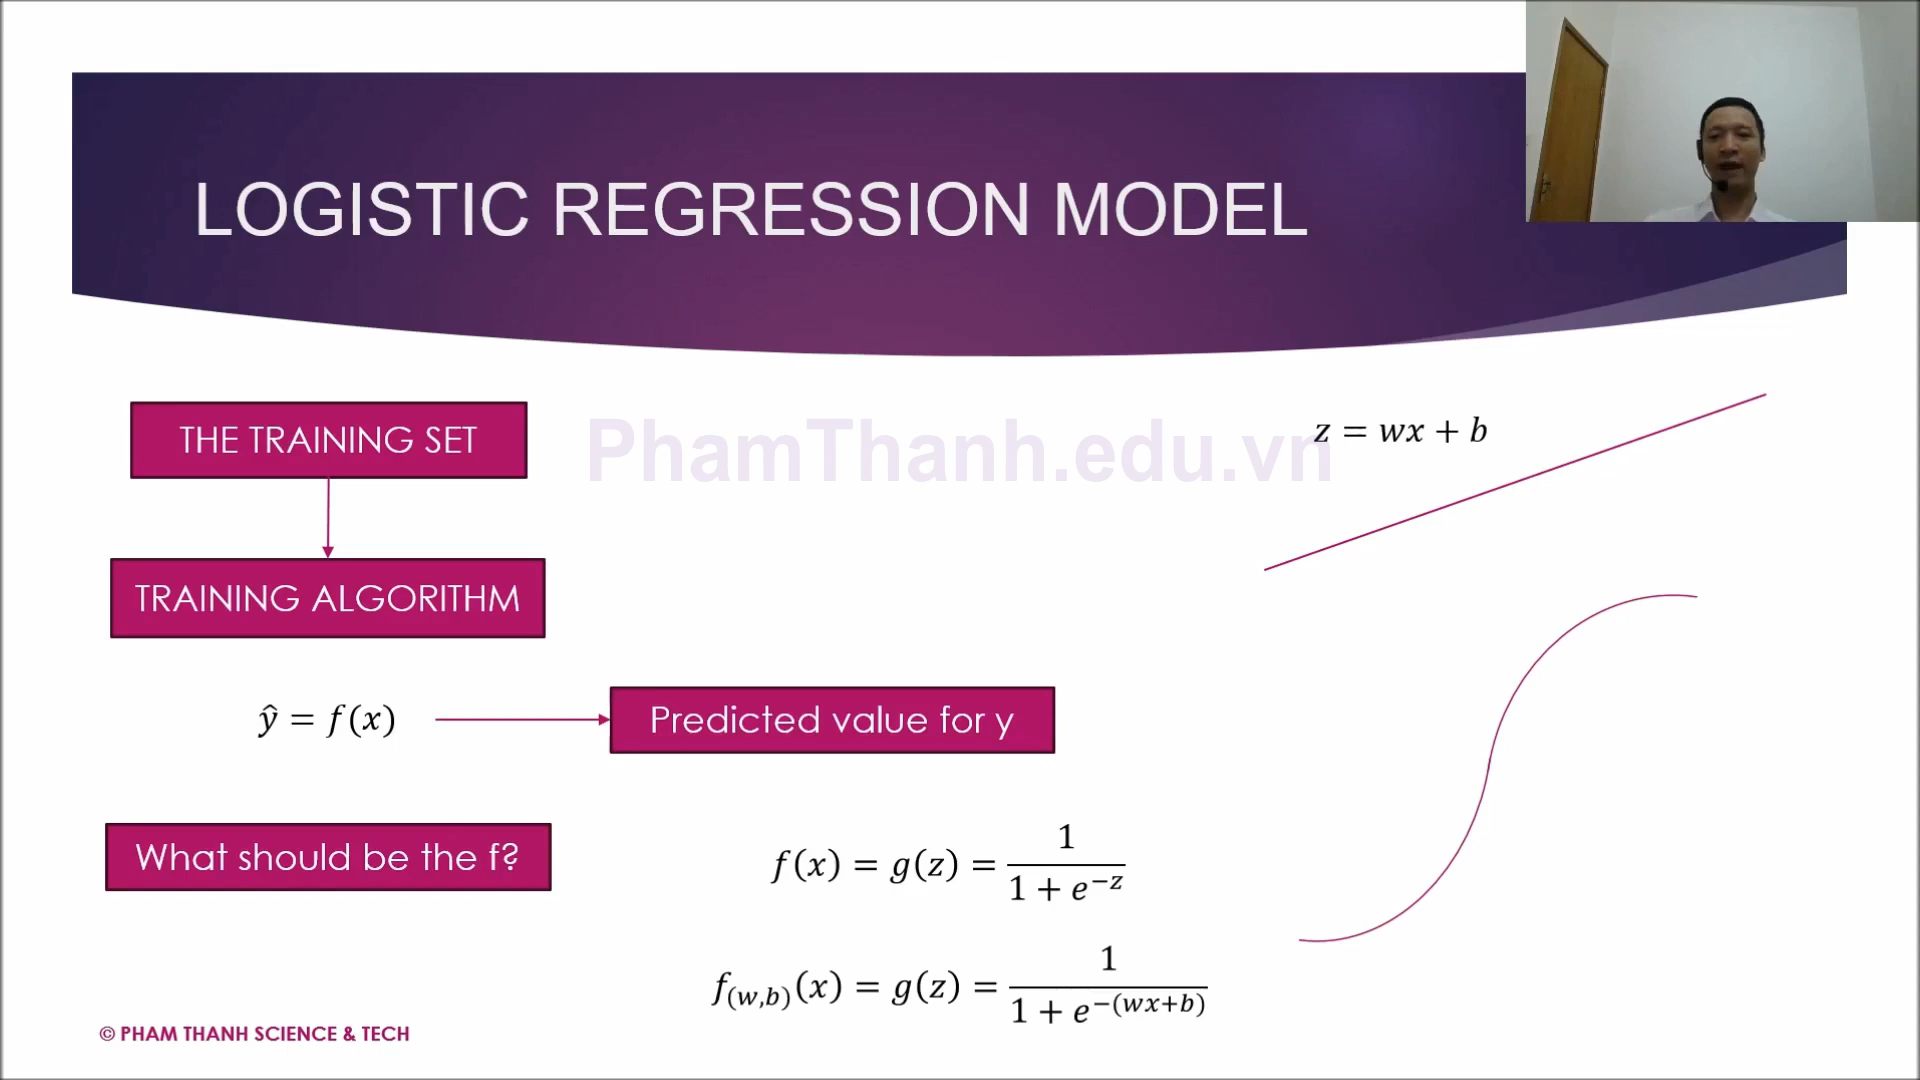 LOGISTIC REGRESSION MODEL
THE TRAINING SET
PhamThanh.edu.vn
z = wx + b
TRAINING ALGORITHM
ŷ = f(x)
Predicted value for y
What should be the f?
f(x) = g(z) = 1 / (1 + e^{−z})
f_{(w,b)}(x) = g(z) = 1 / (1 + e^{−(wx+b)})
© PHAM THANH SCIENCE & TECH